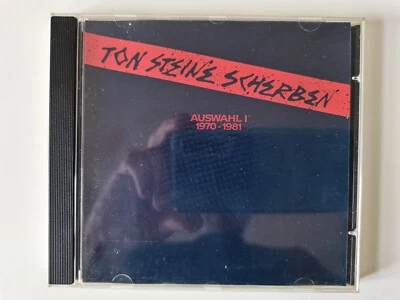 TON STEINE SCHERBEN
AUSWAHL I
1970-1981